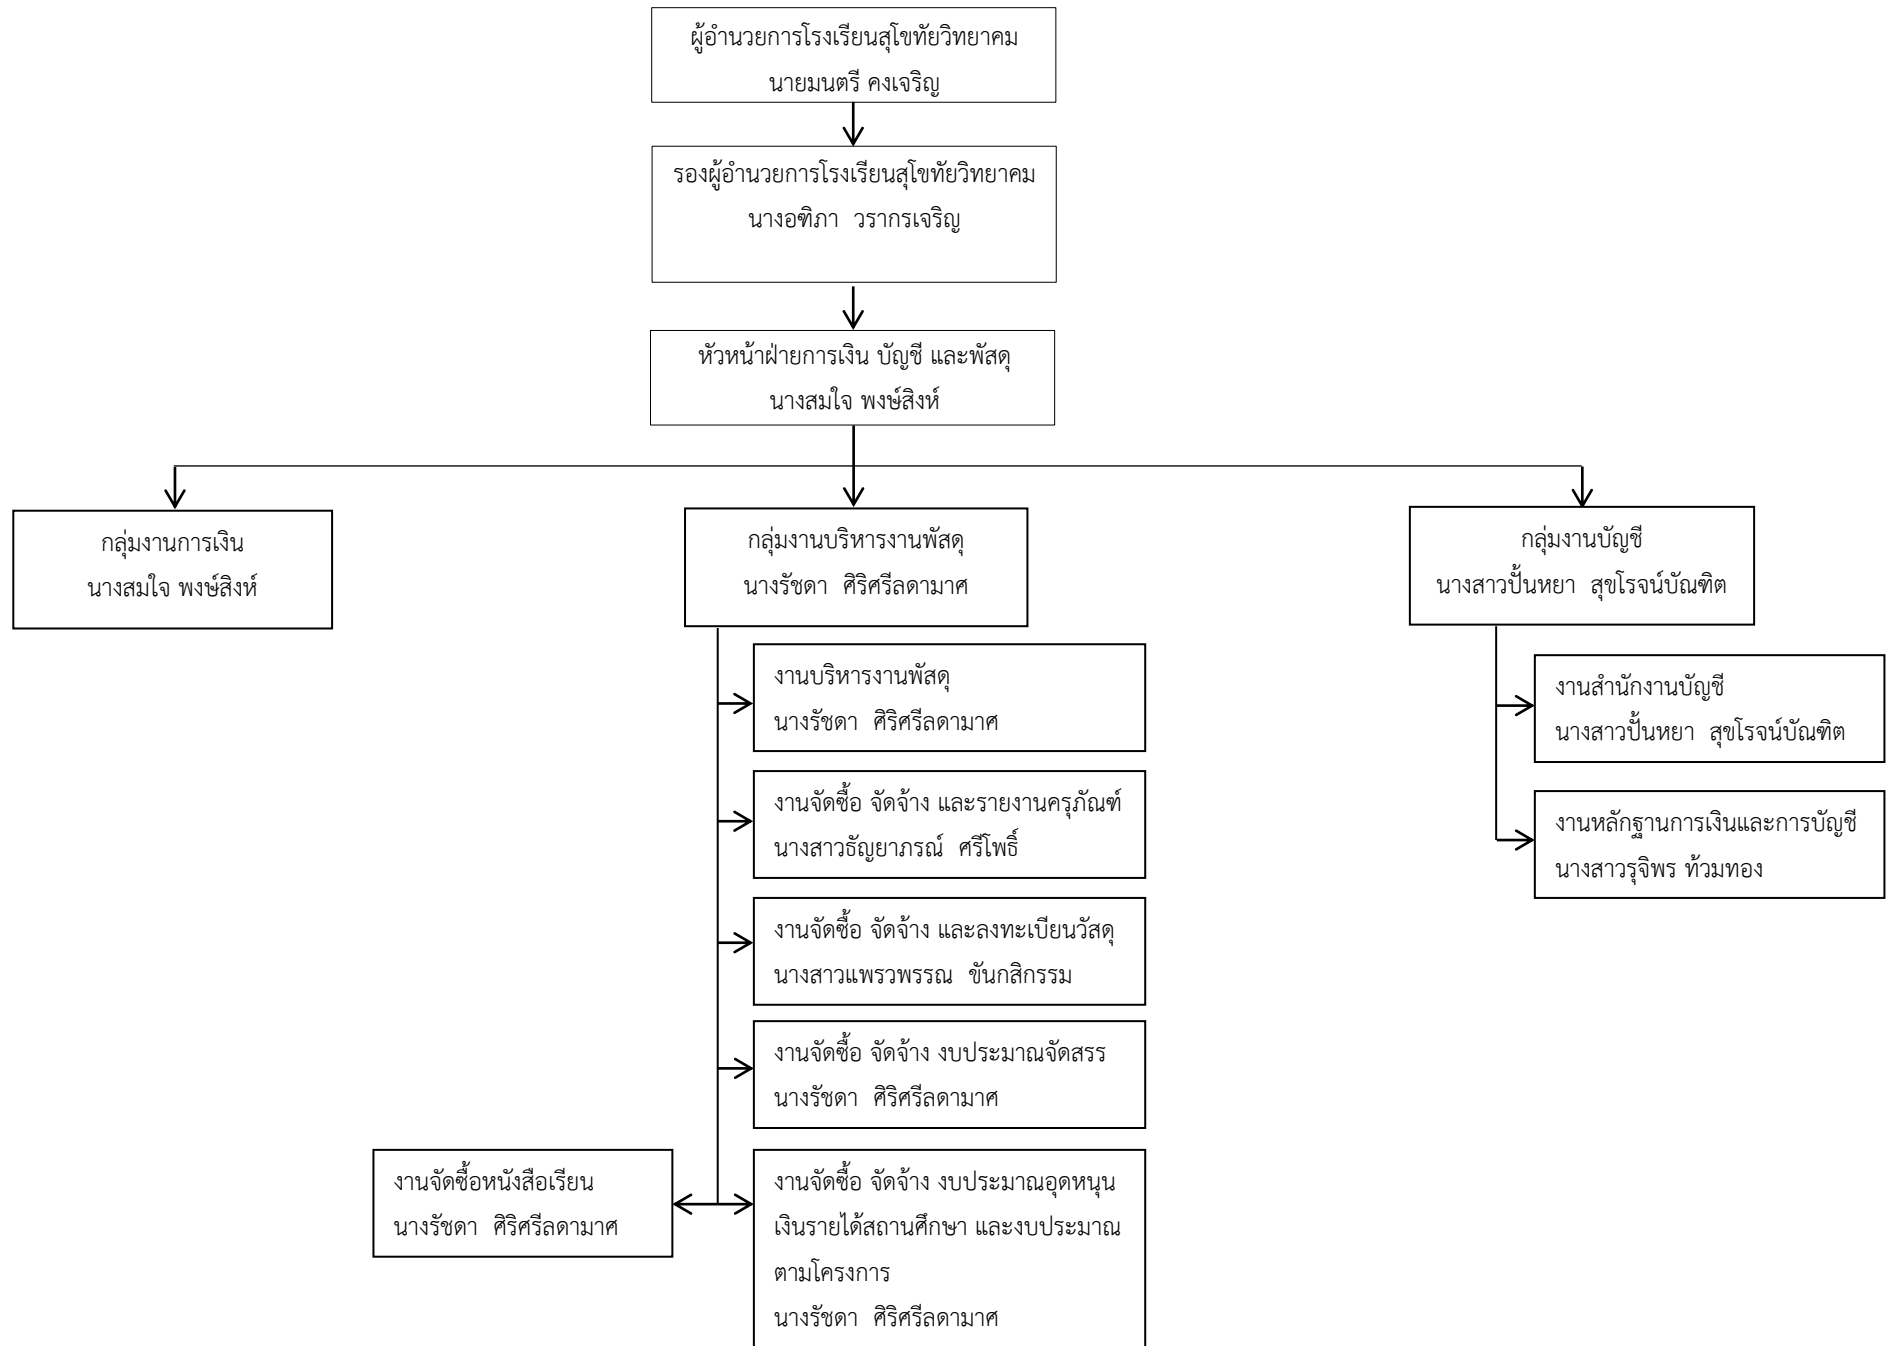 ผู้อำนวยการโรงเรียนสุโขทัยวิทยาคม
นายมนตรี คงเจริญ
รองผู้อำนวยการโรงเรียนสุโขทัยวิทยาคม
นางอฑิภา วรากรเจริญ
หัวหน้าฝ่ายการเงิน บัญชี และพัสดุ
นางสมใจ พงษ์สิงห์
กลุ่มงานการเงิน
นางสมใจ พงษ์สิงห์
กลุ่มงานบริหารงานพัสดุ
นางรัชดา ศิริศรีลดามาศ
กลุ่มงานบัญชี
นางสาวปั้นหยา สุขโรจน์บัณฑิต
งานบริหารงานพัสดุ
นางรัชดา ศิริศรีลดามาศ
งานจัดซื้อ จัดจ้าง และรายงานครุภัณฑ์
นางสาวธัญยาภรณ์ ศรีโพธิ์
งานจัดซื้อ จัดจ้าง และลงทะเบียนวัสดุ
นางสาวแพรวพรรณ ขันกสิกรรม
งานจัดซื้อ จัดจ้าง งบประมาณจัดสรร
นางรัชดา ศิริศรีลดามาศ
งานจัดซื้อหนังสือเรียน
นางรัชดา ศิริศรีลดามาศ
งานจัดซื้อ จัดจ้าง งบประมาณอุดหนุน
เงินรายได้สถานศึกษา และงบประมาณ
ตามโครงการ
นางรัชดา ศิริศรีลดามาศ
งานสำนักงานบัญชี
นางสาวปั้นหยา สุขโรจน์บัณฑิต
งานหลักฐานการเงินและการบัญชี
นางสาวรุจิพร ท้วมทอง